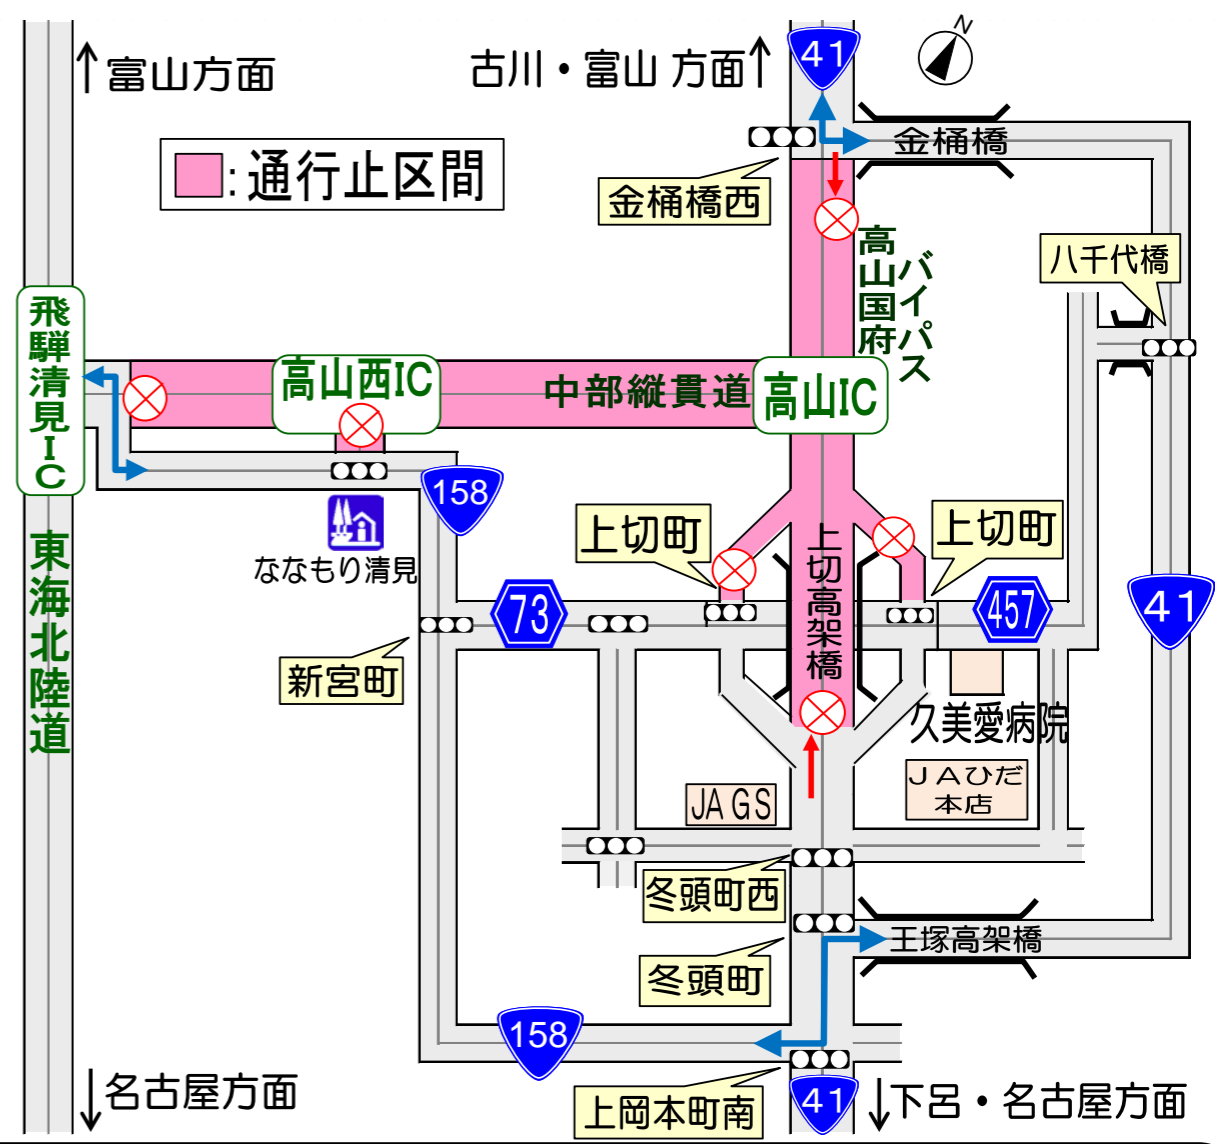 富山方面
古川・富山 方面
41
N
:通行止区間
金桶橋
金桶橋西
高山国府
バイパス
八千代橋
飛騨清見IC
高山西IC
中部縦貫道
高山IC
158
ななもり清見
上切町
上切町
上切高架橋
東海北陸道
73
457
41
新宮町
久美愛病院
JAひだ
本店
JA GS
冬頭町西
冬頭町
王塚高架橋
158
上岡本町南
41
名古屋方面
下呂・名古屋方面